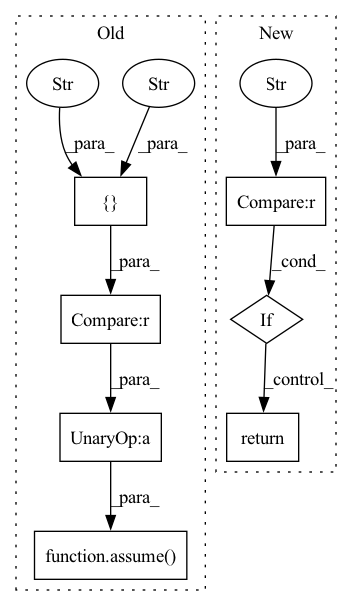 Old
New
Str
Str
Str
_para_
_para_
_para_
{}
Compare:r
_para_
_cond_
Compare:r
If
_para_
_control_
UnaryOp:a
return
_para_
function.assume()